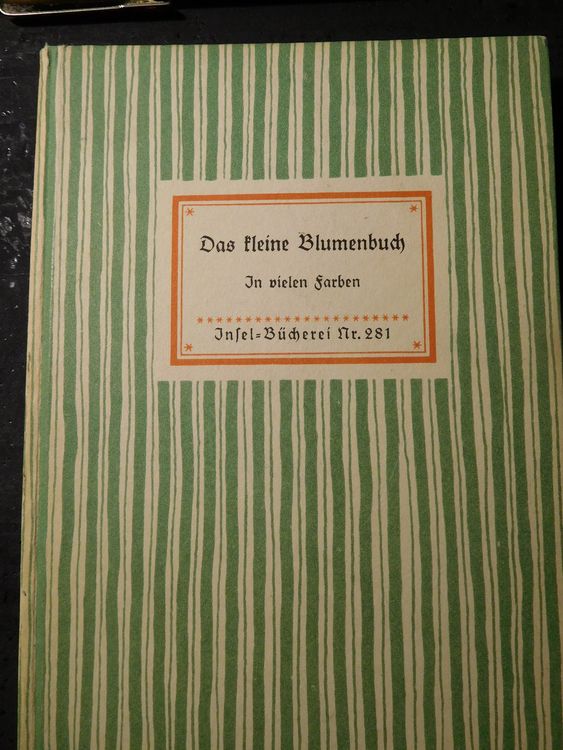 Das kleine Blumenbuch
In vielen Farben
Insel-Bücherei Nr. 281